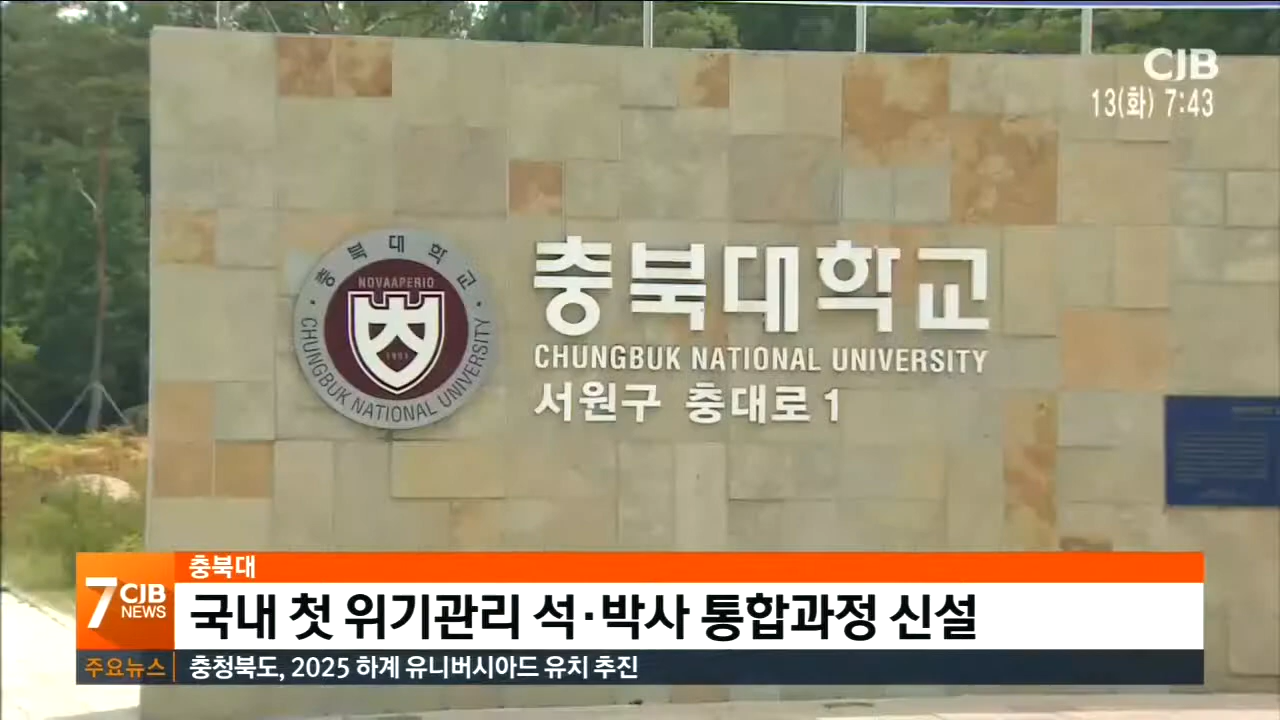 CJB
13(화) 7:43
충북대학교
NOVAAPERIO
1951
CHUNGBUK NATIONAL UNIVERSITY
충북대학교
CHUNGBUK NATIONAL UNIVERSITY
서원구 충대로 1
충북대
7 CJB NEWS
국내 첫 위기관리 석·박사 통합과정 신설
주요뉴스
충청북도, 2025 하계 유니버시아드 유치 추진